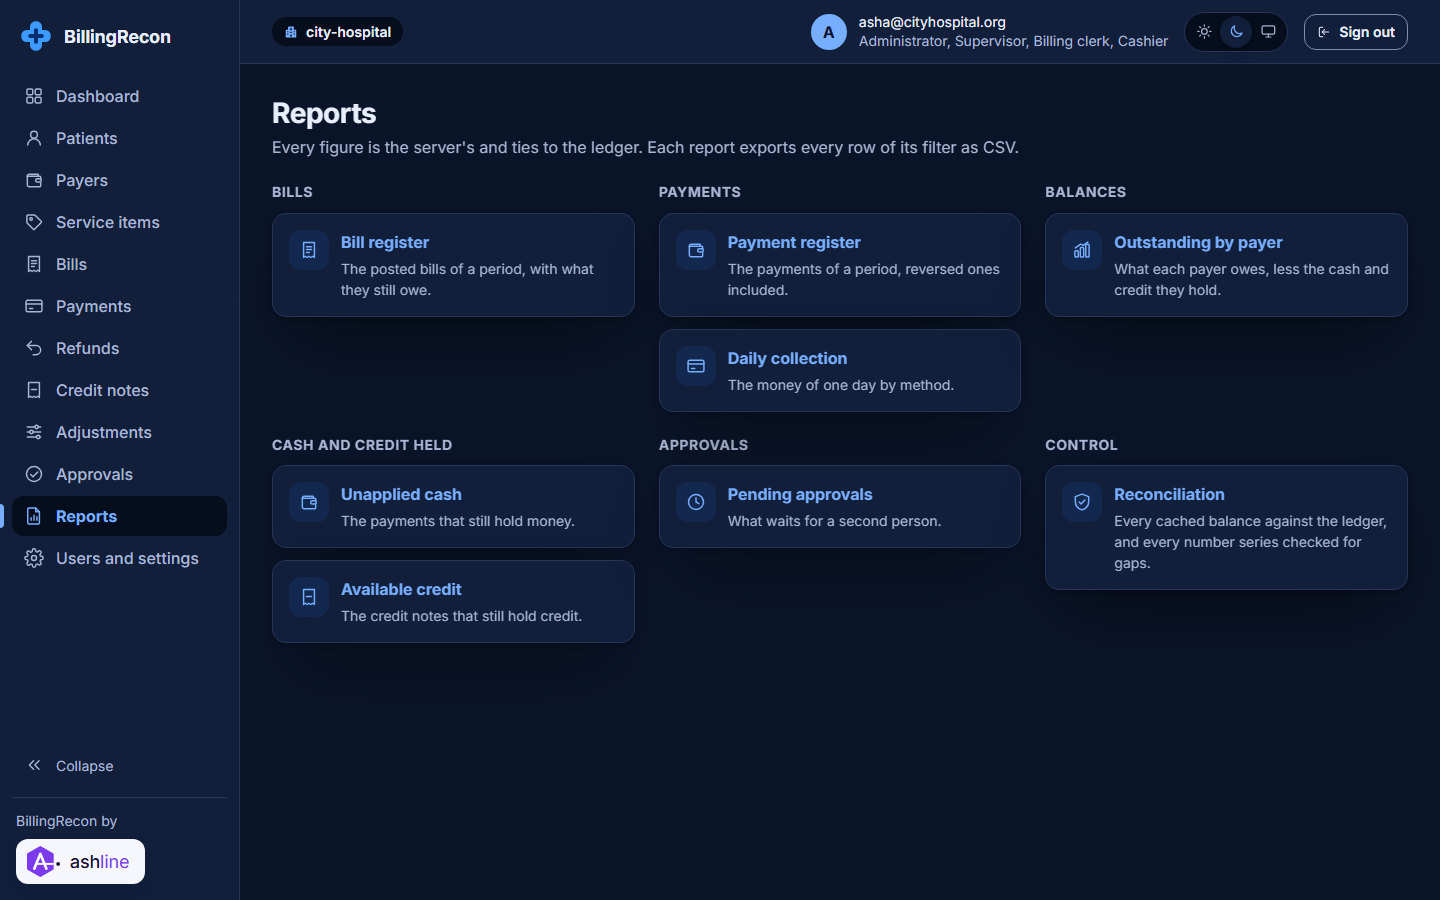 BillingRecon
Dashboard
Patients
Payers
Service items
Bills
Payments
Refunds
Credit notes
Adjustments
Approvals
Reports
Users and settings
Collapse
BillingRecon by
A
ashline
city-hospital
A
asha@cityhospital.org
Administrator, Supervisor, Billing clerk, Cashier
Sign out
Reports
Every figure is the server's and ties to the ledger. Each report exports every row of its filter as CSV.
BILLS
Bill register
The posted bills of a period, with what
they still owe.
PAYMENTS
Payment register
The payments of a period, reversed ones
included.
Daily collection
The money of one day by method.
BALANCES
Outstanding by payer
What each payer owes, less the cash and
credit they hold.
CASH AND CREDIT HELD
Unapplied cash
The payments that still hold money.
Available credit
The credit notes that still hold credit.
APPROVALS
Pending approvals
What waits for a second person.
CONTROL
Reconciliation
Every cached balance against the ledger,
and every number series checked for
gaps.